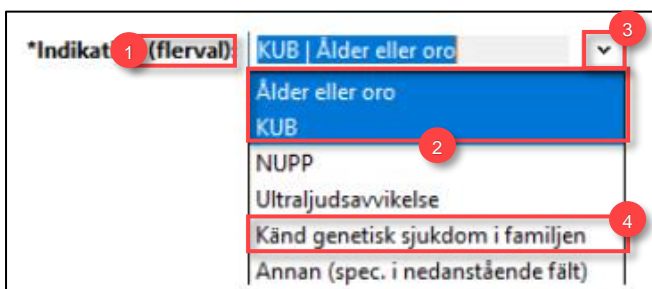 *Indikat 1 (flerval): KUB | Ålder eller oro 3
Ålder eller oro
KUB
2
NUPP
Ultraljudsavvikelse
4
Känd genetisk sjukdom i familjen
Annan (spec. i nedanstående fält)